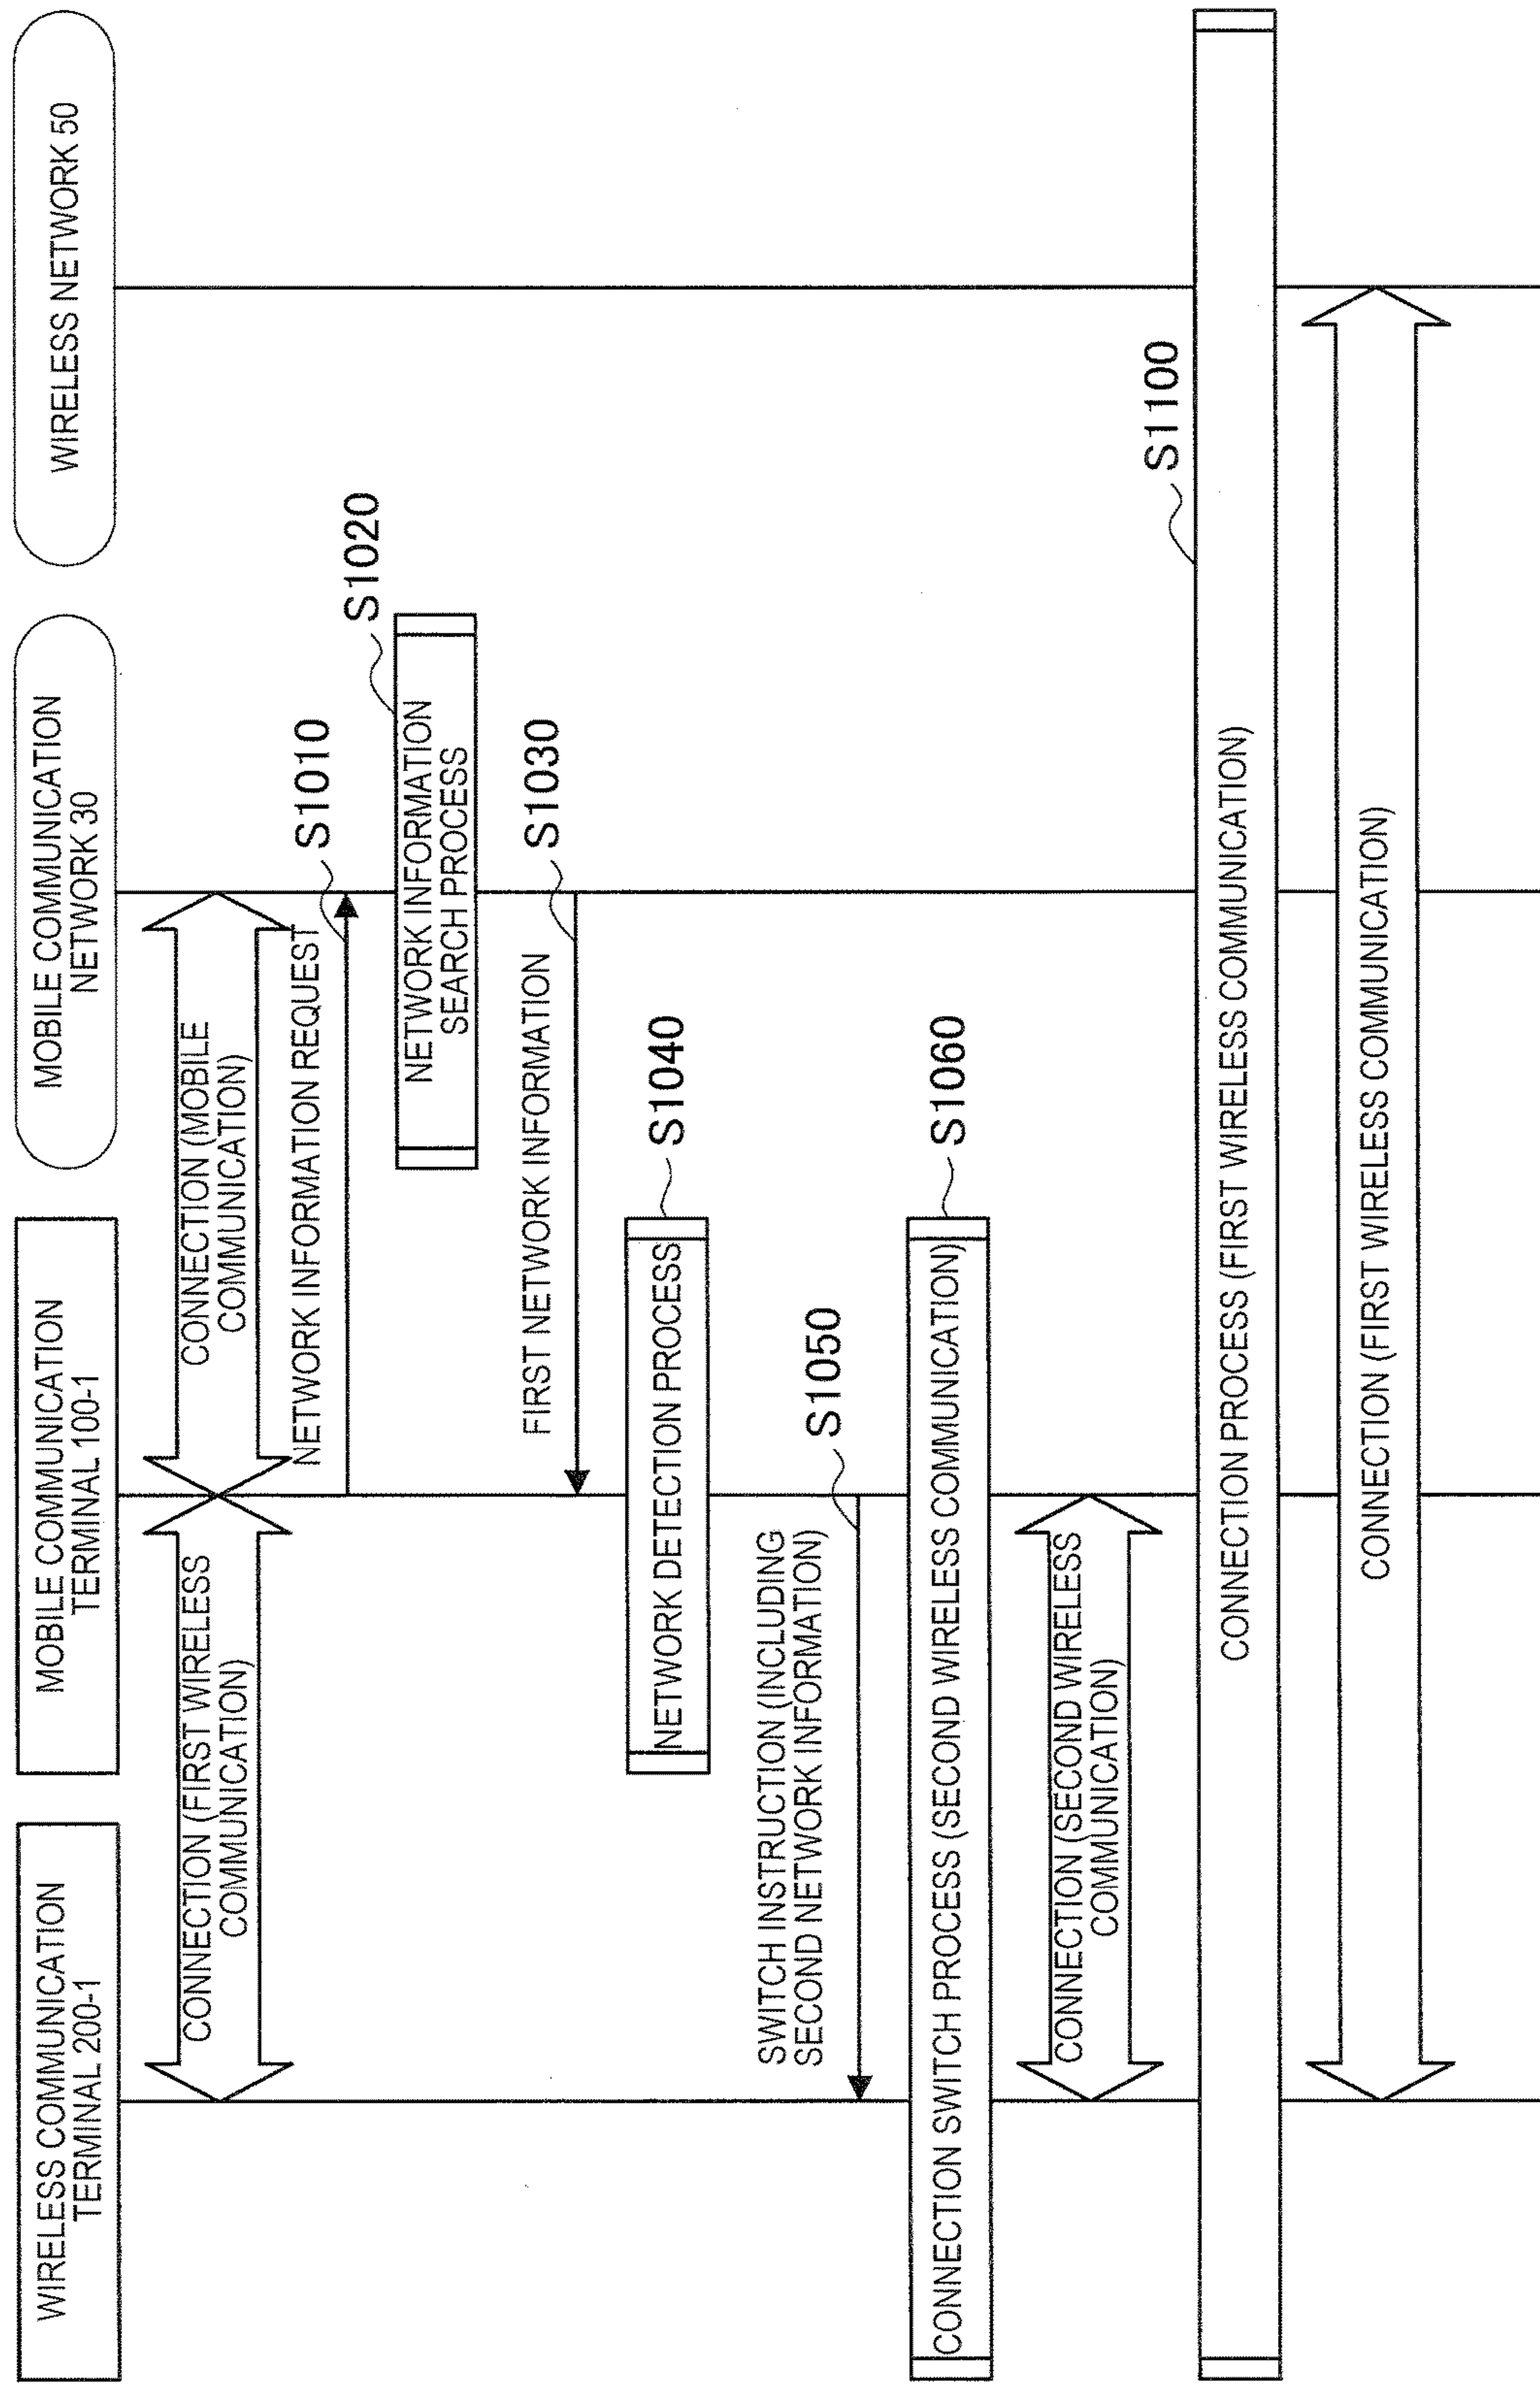 WIRELESS COMMUNICATION
TERMINAL 200-1
MOBILE COMMUNICATION
TERMINAL 100-1
MOBILE COMMUNICATION
NETWORK 30
WIRELESS NETWORK 50
CONNECTION (FIRST WIRELESS
COMMUNICATION)
CONNECTION (MOBILE
COMMUNICATION)
NETWORK INFORMATION REQUEST
S1010
S1020
NETWORK INFORMATION
SEARCH PROCESS
FIRST NETWORK INFORMATION
S1030
S1040
NETWORK DETECTION PROCESS
SWITCH INSTRUCTION (INCLUDING
SECOND NETWORK INFORMATION)
S1050
S1060
CONNECTION SWITCH PROCESS (SECOND WIRELESS COMMUNICATION)
CONNECTION (SECOND WIRELESS
COMMUNICATION)
S1100
CONNECTION PROCESS (FIRST WIRELESS COMMUNICATION)
CONNECTION (FIRST WIRELESS COMMUNICATION)